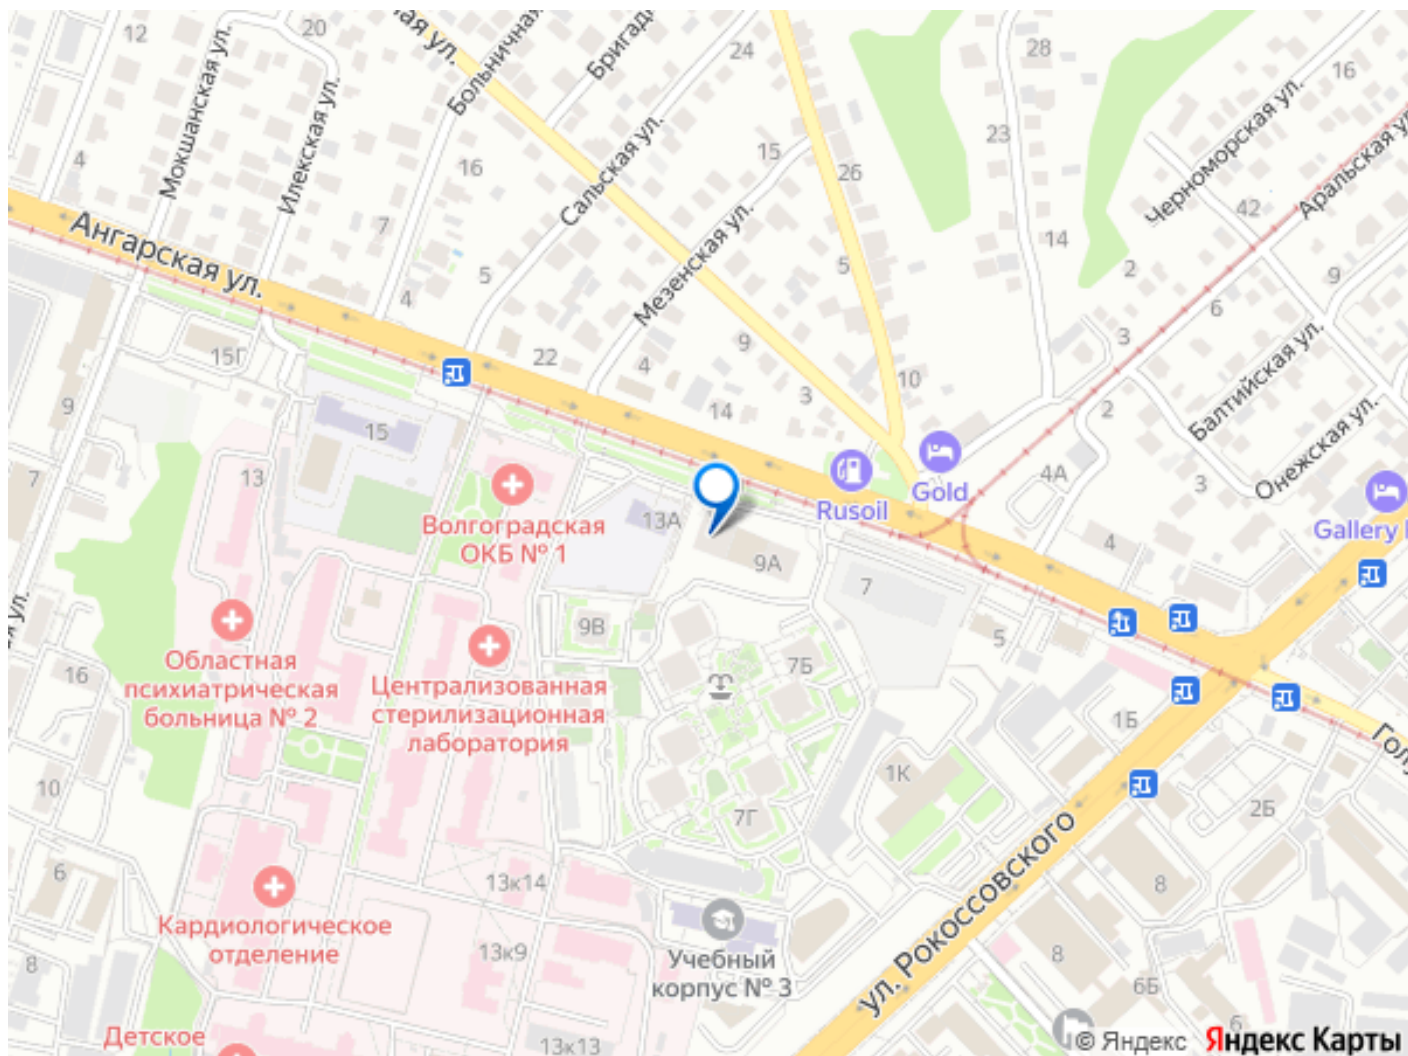 12
20
ая ул.
Больничная
Бригадн
24
28
16
Мокшанская ул.
Илекская ул.
4
16
7
Сальская ул.
15
26
23
Черноморская ул.
42
Аральская ул.
Ангарская ул.
5
4
Мезенская ул.
5
14
2
9
6
3
15Г
22
4
9
3
10
Балтийская ул.
9
14
2
15
Онежская ул.
7
13
Волгоградская
ОКБ № 1
13А
Rusoil
Gold
4А
3
Gallery
9А
4
7
ул.
9В
5
16
Областная
психиатрическая
больница № 2
Централизованная
стерилизационная
лаборатория
7Б
1Б
Голу
10
1К
7Г
2Б
6
13к14
8
Кардиологическое
отделение
13к9
Учебный
корпус № 3
ул. Рокоссовского
8
8
6Б
Детское
13к13
6
© Яндекс Яндекс Карты